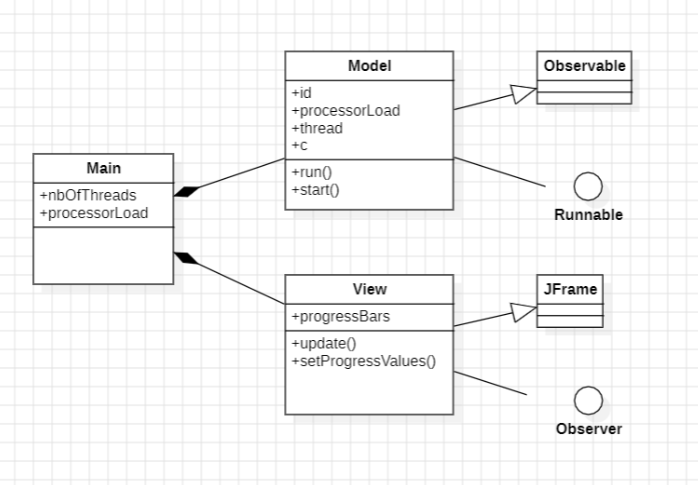 Main
+nbOfThreads
+processorLoad
Model
+id
+processorLoad
+thread
+c
+run()
+start()
Observable
Runnable
View
+progressBars
+update()
+setProgressValues()
JFrame
Observer